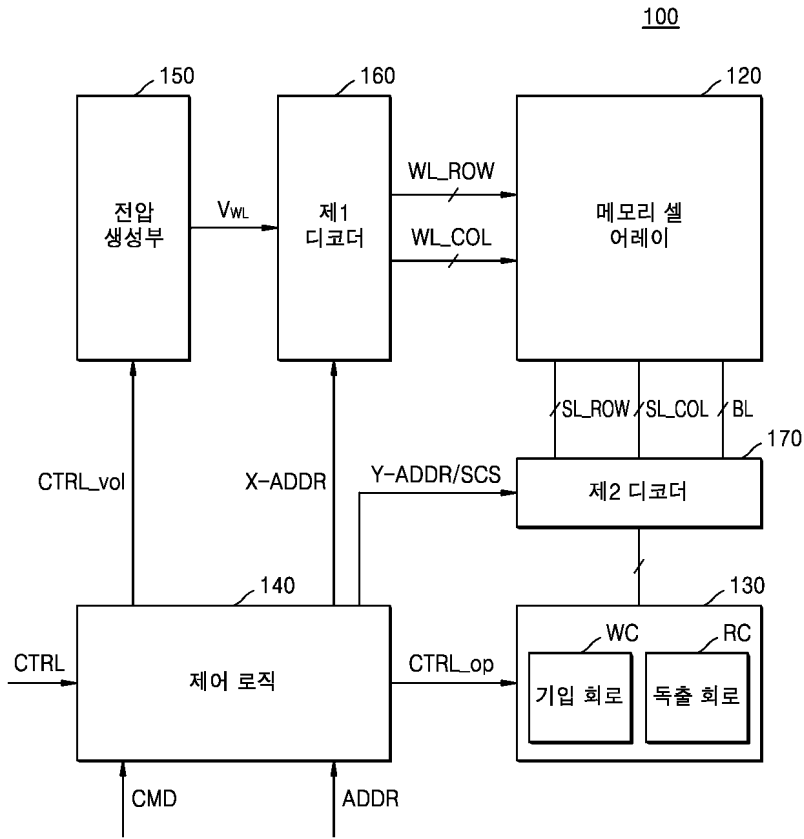 100
150
160
120
전압
생성부
VWL
제1
디코더
WL_ROW
WL_COL
메모리 셀
어레이
SL_ROW
SL_COL
BL
170
CTRL_vol
X-ADDR
Y-ADDR/SCS
제2 디코더
140
130
CTRL
제어 로직
CTRL_op
WC
RC
기입 회로
독출 회로
CMD
ADDR